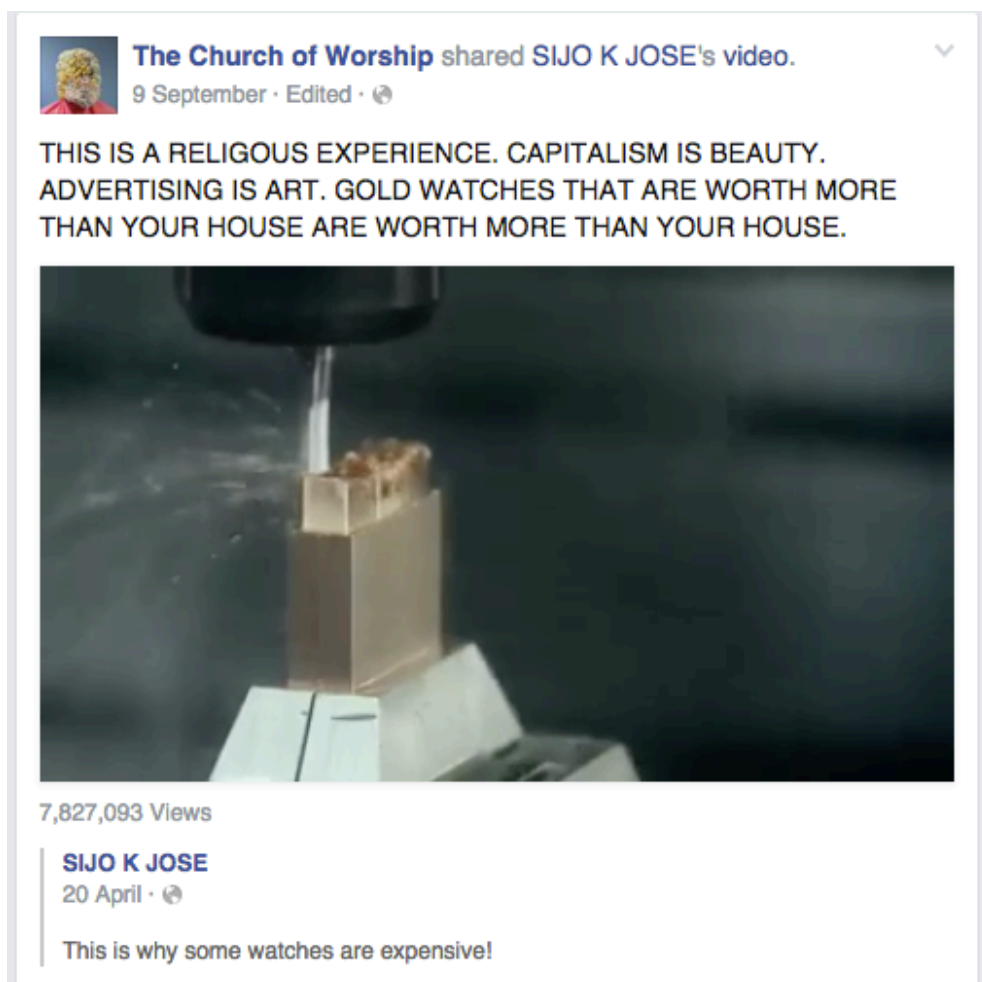 The Church of Worship shared SIJO K JOSE's video.
9 September · Edited ·
THIS IS A RELIGOUS EXPERIENCE. CAPITALISM IS BEAUTY.
ADVERTISING IS ART. GOLD WATCHES THAT ARE WORTH MORE
THAN YOUR HOUSE ARE WORTH MORE THAN YOUR HOUSE.
7,827,093 Views
SIJO K JOSE
20 April ·
This is why some watches are expensive!